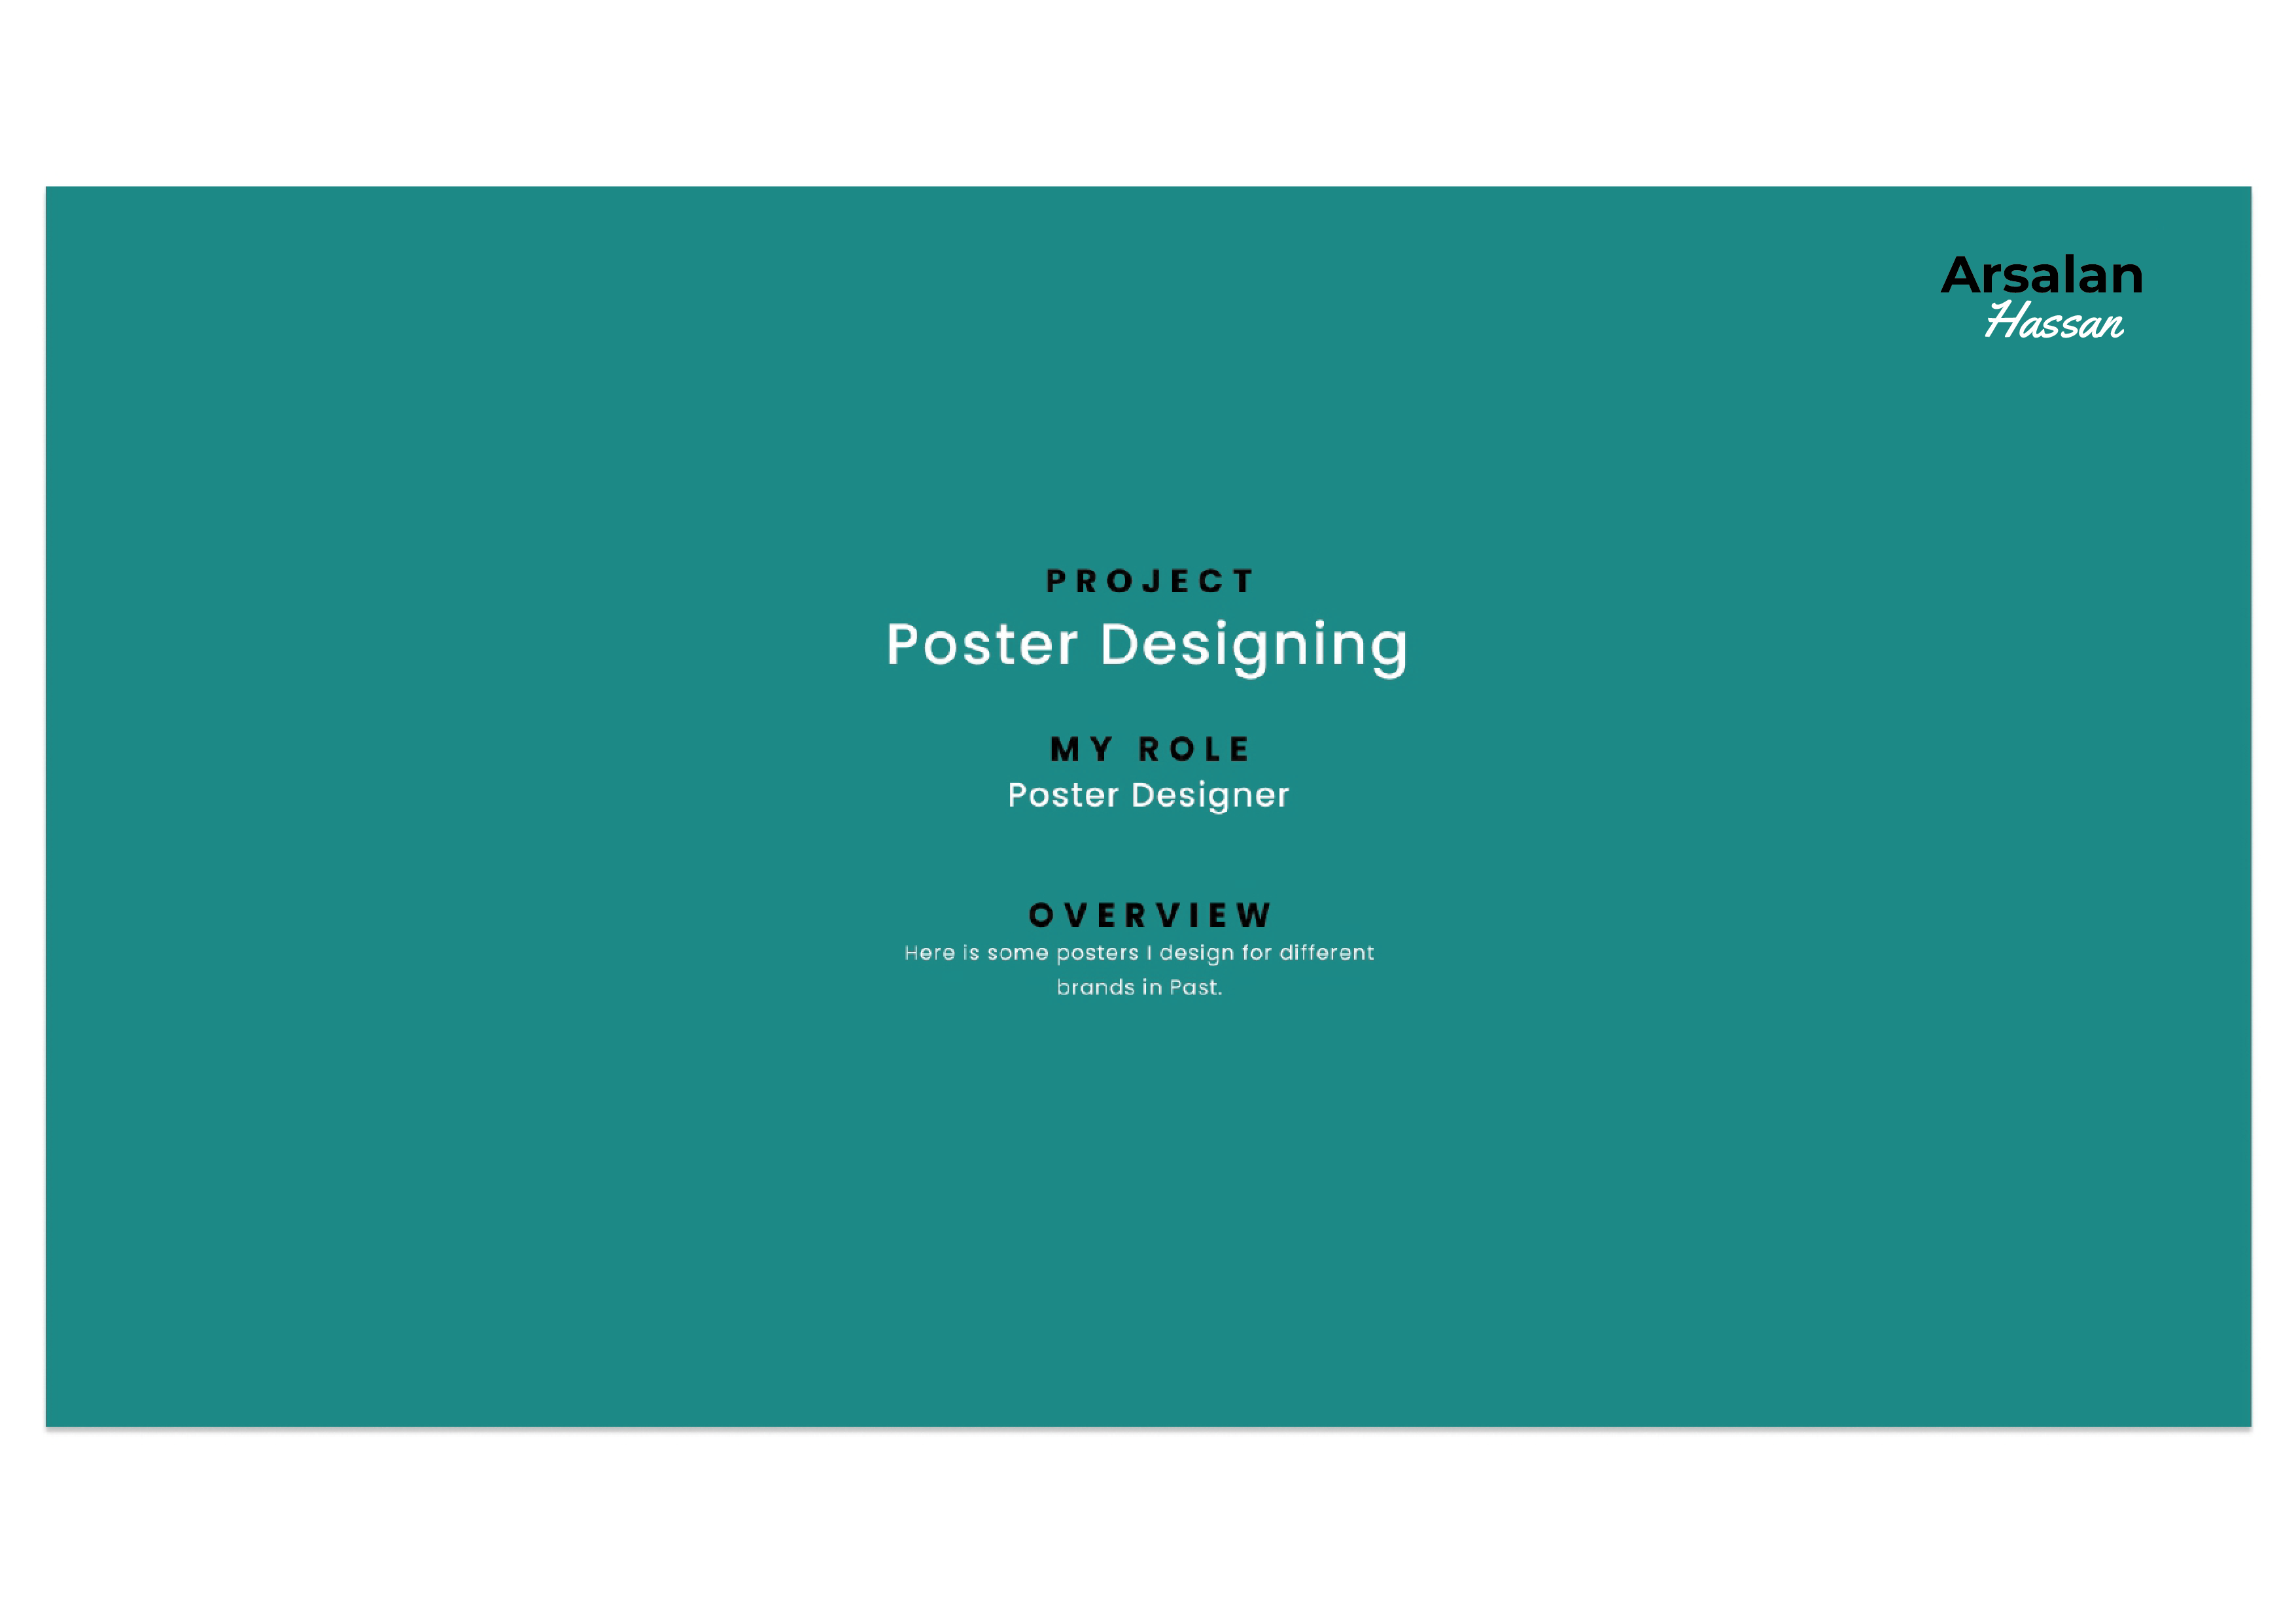 Arsalan
Hassan
PROJECT
Poster Designing
MY ROLE
Poster Designer
OVERVIEW
Here is some posters I design for different
brands in Past.